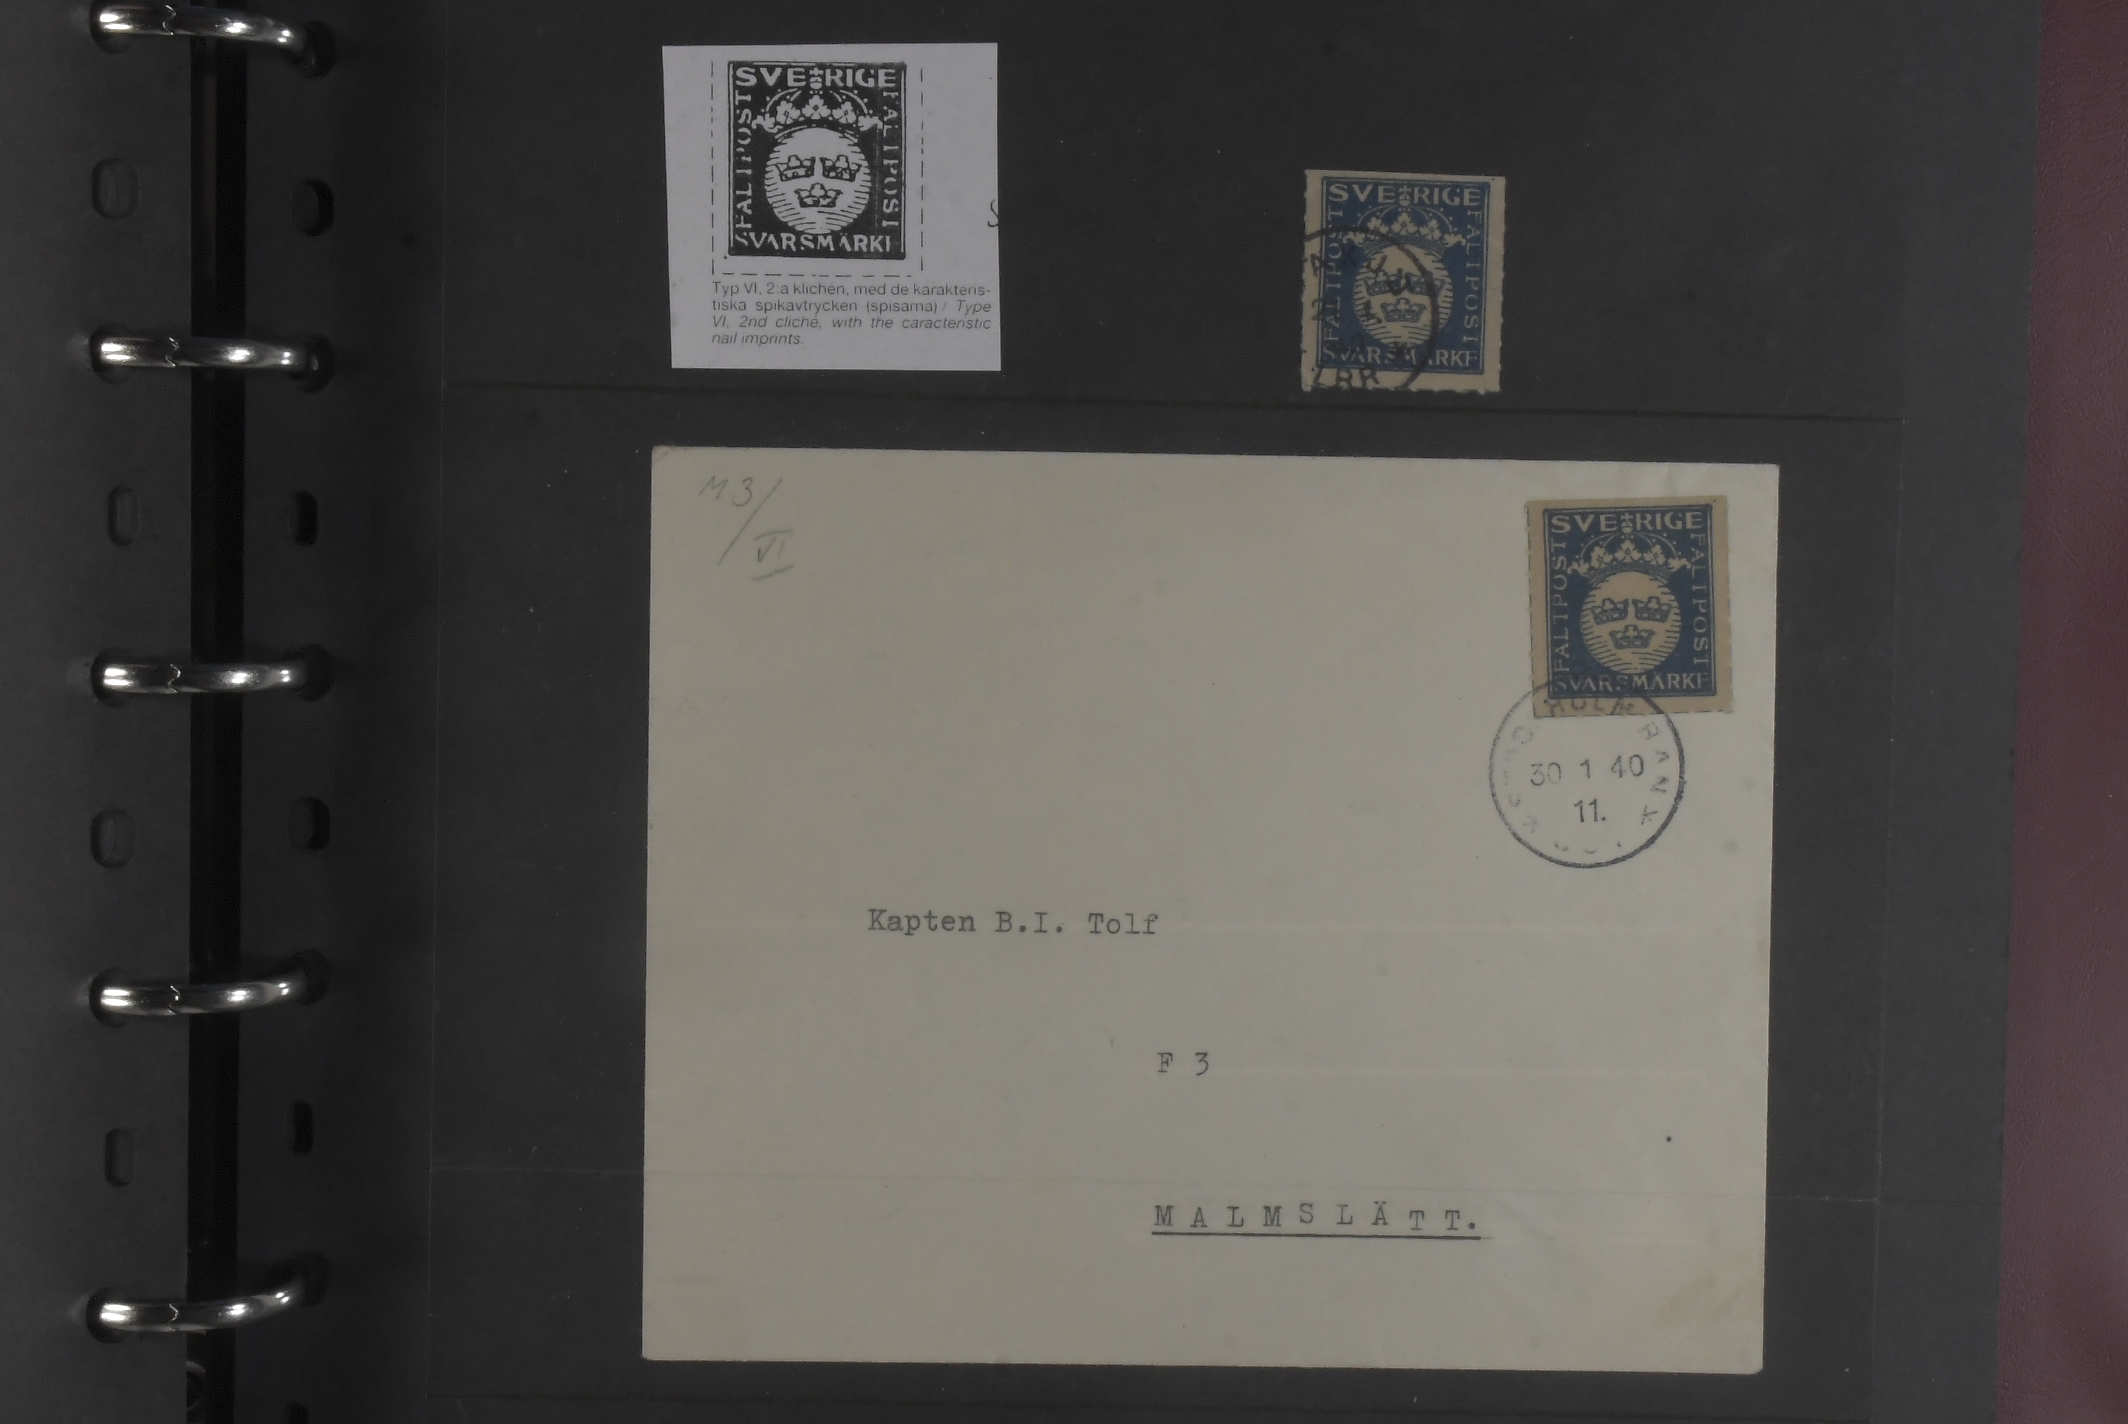 SVERIGE
FÄLTPOST
FÄLTPOST
SVARSMÄRKE
Typ VI, 2:a klichén, med de karakteris-
tiska spikavtrycken (spisarna) / Type
VI, 2nd cliché, with the caracteristic
nail imprints.
SVERIGE
FÄLTPOST
FÄLTPOST
SVARSMÄRKE
M3/
VI
SVERIGE
FÄLTPOST
FÄLTPOST
SVARSMÄRKE
30 1 40
11.
Kapten B.I. Tolf
F 3
MALMSLÄTT.